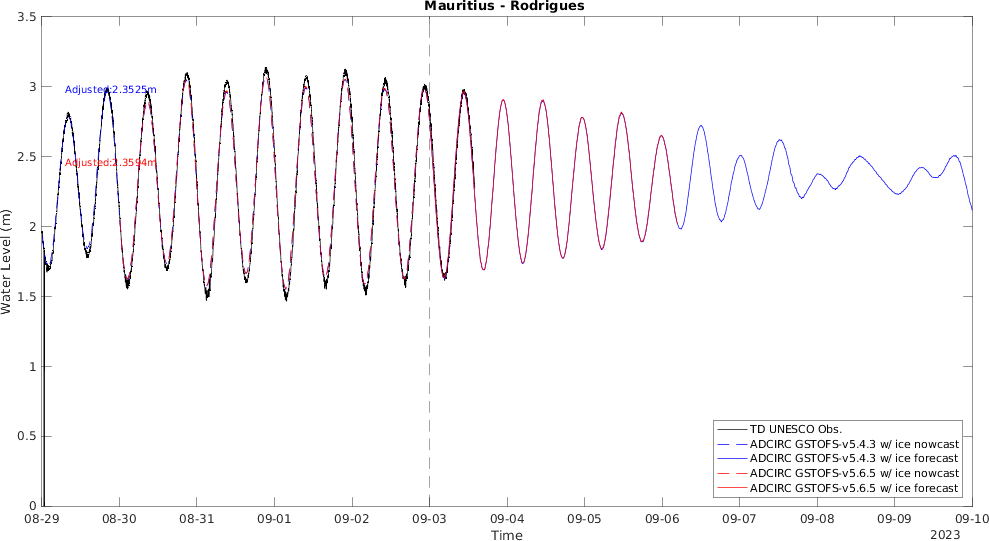 Mauritius - Rodrigues
3.5
3
2.5
2
1.5
1
0.5
0
Water Level (m)
Adjusted:2.3525m
Adjusted:2.3594m
TD UNESCO Obs.
ADCIRC GSTOFS-v5.4.3 w/ ice nowcast
ADCIRC GSTOFS-v5.4.3 w/ ice forecast
ADCIRC GSTOFS-v5.6.5 w/ ice nowcast
ADCIRC GSTOFS-v5.6.5 w/ ice forecast
08-29 08-30 08-31 09-01 09-02 09-03 09-04 09-05 09-06 09-07 09-08 09-09 09-10
Time
2023